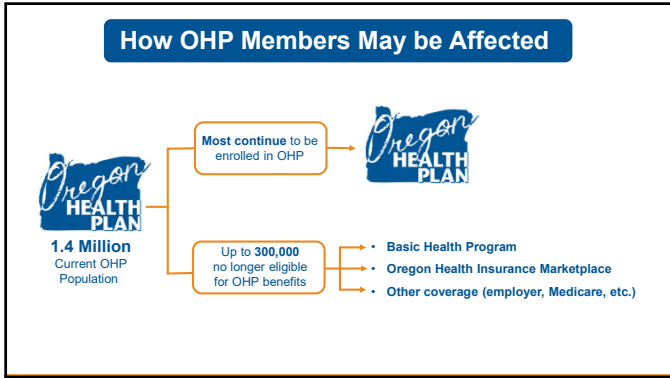 How OHP Members May be Affected
Most continue to be
enrolled in OHP
Oregon
HEALTH
PLAN
Oregon
HEALTH
PLAN
1.4 Million
Current OHP
Population
Up to 300,000
no longer eligible
for OHP benefits
• Basic Health Program
• Oregon Health Insurance Marketplace
• Other coverage (employer, Medicare, etc.)